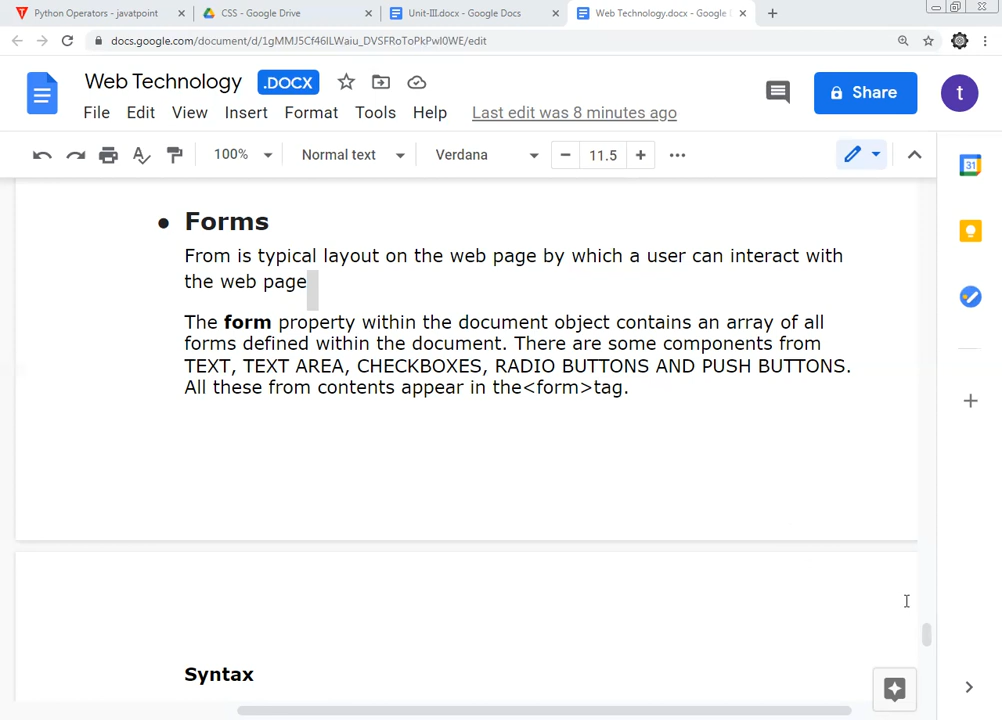 Python Operators - javatpoint
CSS - Google Drive
Unit-III.docx - Google Docs
Web Technology.docx - Google
docs.google.com/document/d/1gMMJ5Cf46ILWaiu_DVSFRoToPkPwI0WE/edit
Web Technology .DOCX
Share
t
File Edit View Insert Format Tools Help Last edit was 8 minutes ago
100% Normal text Verdana 11.5
31
● Forms
From is typical layout on the web page by which a user can interact with
the web page
The form property within the document object contains an array of all
forms defined within the document. There are some components from
TEXT, TEXT AREA, CHECKBOXES, RADIO BUTTONS AND PUSH BUTTONS.
All these from contents appear in the<form>tag.
Syntax